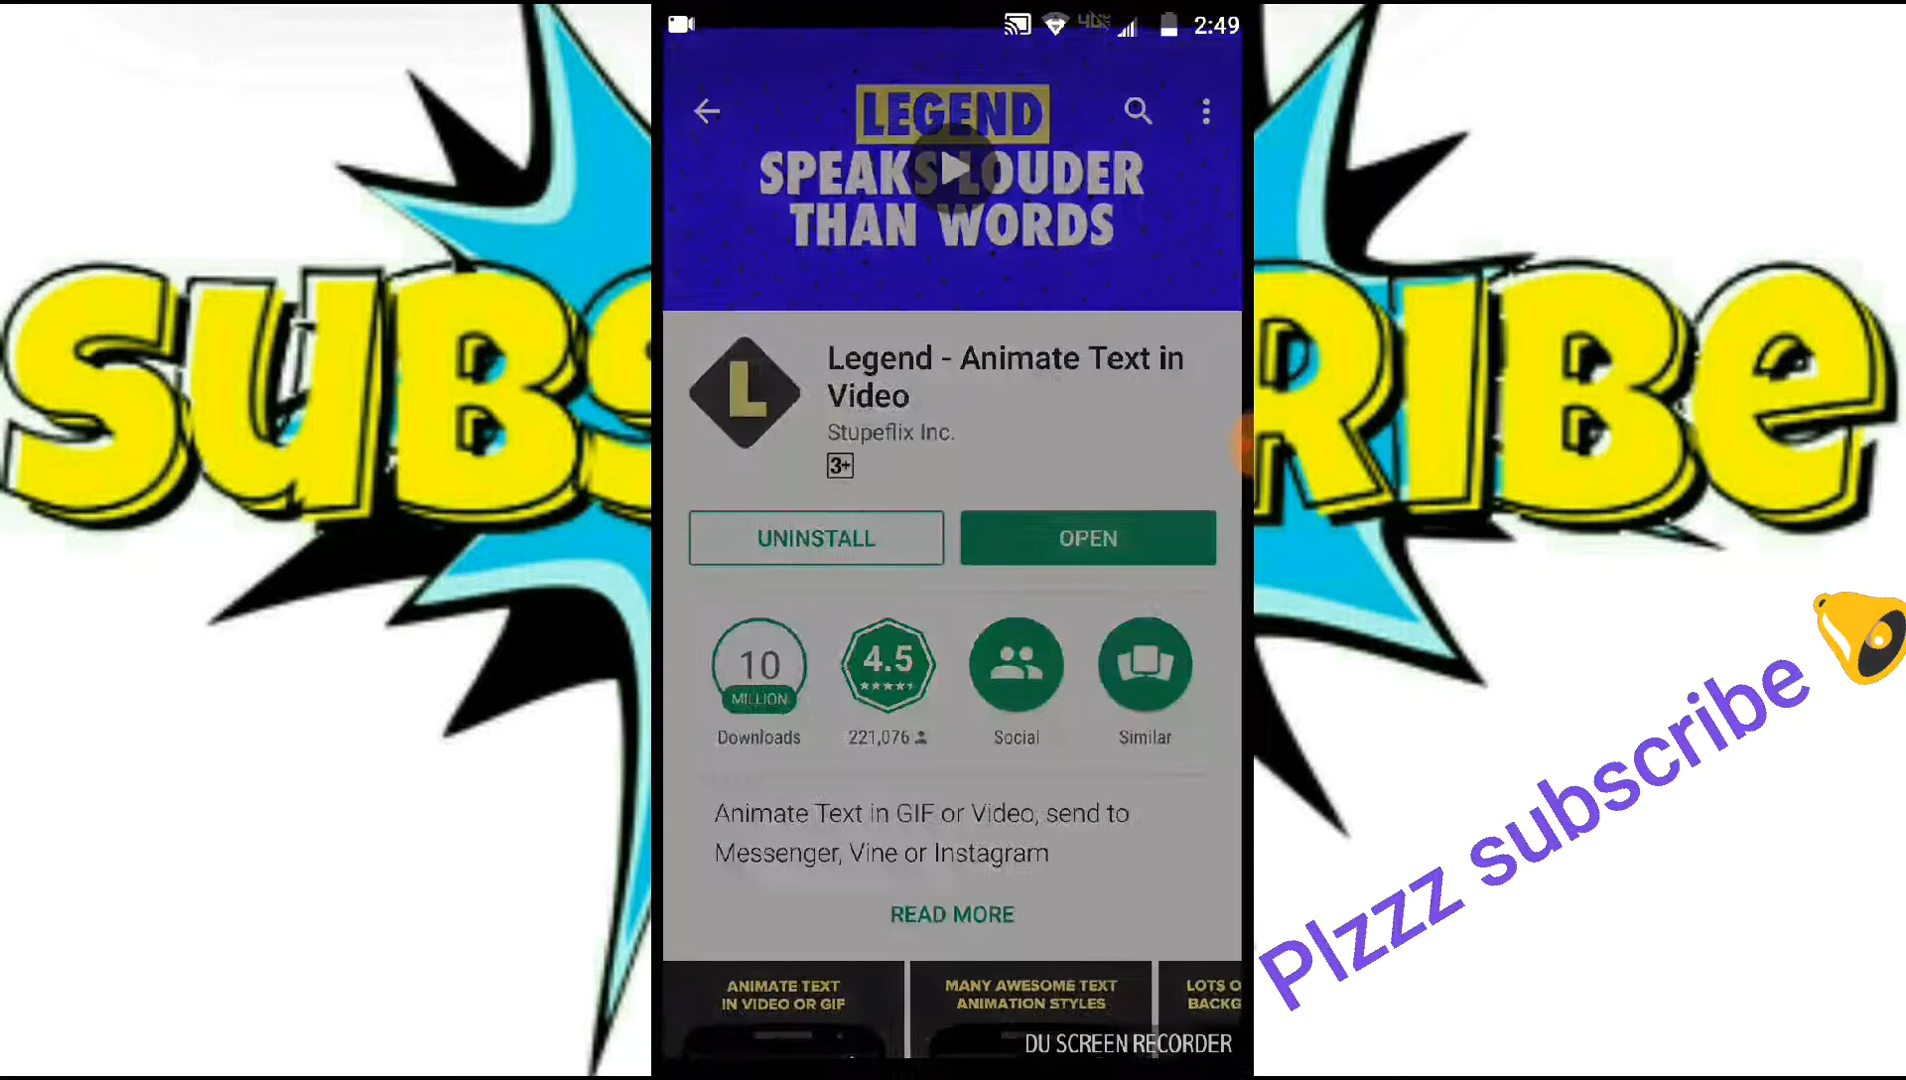 2:49
LEGEND
SPEAKS LOUDER
THAN WORDS
SUBS
RIBe
L
Legend - Animate Text in
Video
Stupeflix Inc.
3+
UNINSTALL
OPEN
10
MILLION
4.5
Downloads
221,076
Social
Similar
Animate Text in GIF or Video, send to
Messenger, Vine or Instagram
READ MORE
Plzzz subscribe
ANIMATE TEXT
IN VIDEO OR GIF
MANY AWESOME TEXT
ANIMATION STYLES
LOTS O
BACKG
DU SCREEN RECORDER